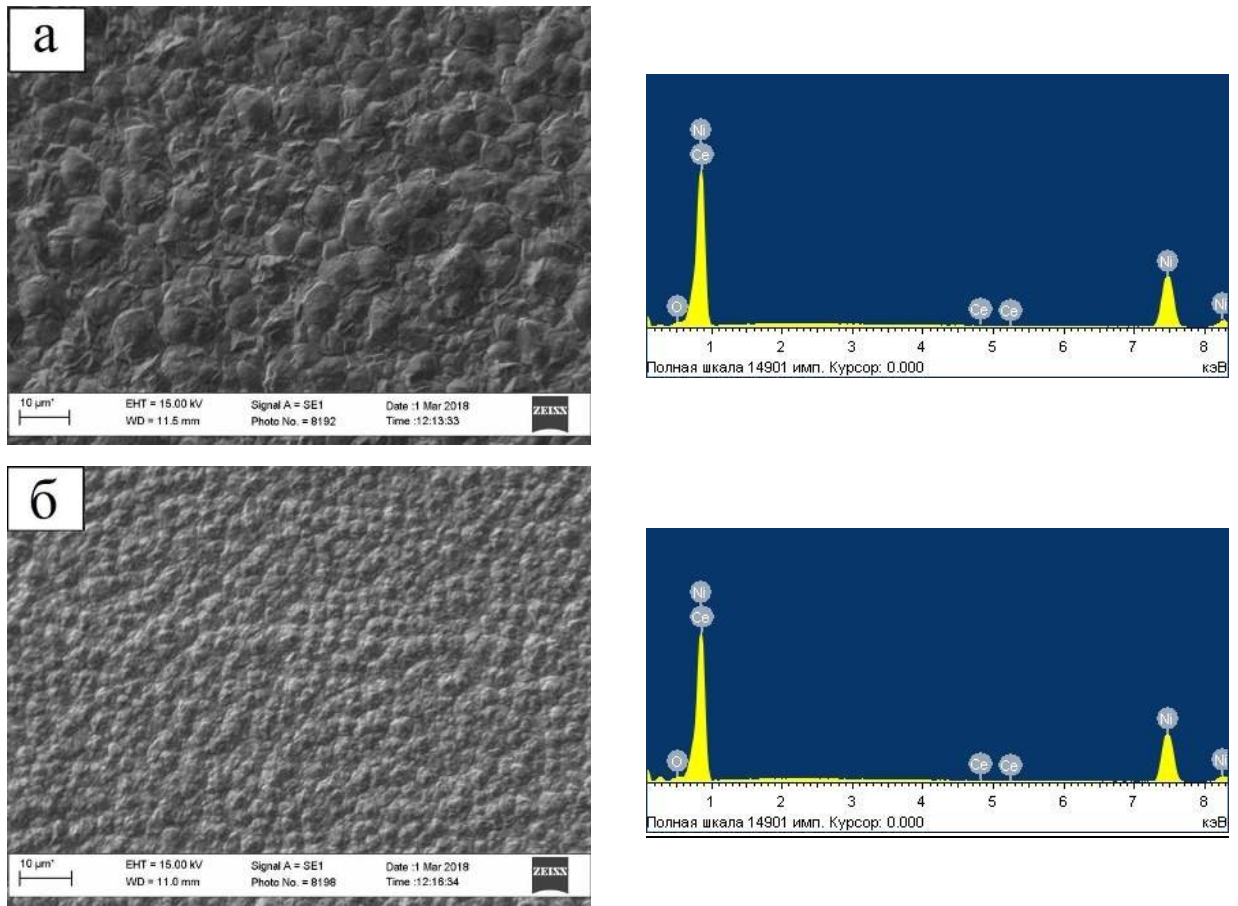 а
10 µm*
EHT = 15.00 kV
WD = 11.5 mm
Signal A = SE1
Photo No. = 8192
Date :1 Mar 2018
Time :12:13:33
ZEISS
Ni
Ce
O
Ce
Ce
Ni
Ni
1 2 3 4 5 6 7 8
Полная шкала 14901 имп. Курсор: 0.000
кэВ
б
10 µm*
EHT = 15.00 kV
WD = 11.0 mm
Signal A = SE1
Photo No. = 8198
Date :1 Mar 2018
Time :12:16:34
ZEISS
Ni
Ce
O
Ce
Ce
Ni
Ni
1 2 3 4 5 6 7 8
Полная шкала 14901 имп. Курсор: 0.000
кэВ